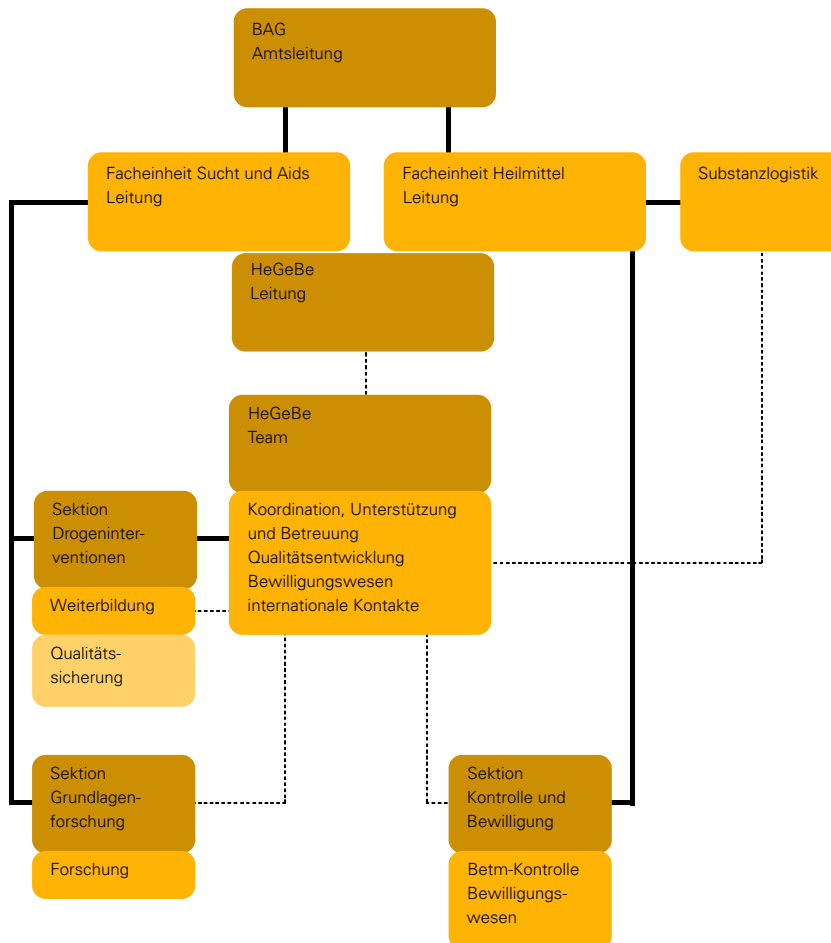 BAG
Amtsleitung
Facheinheit Sucht und Aids
Leitung
Facheinheit Heilmittel
Leitung
Substanzlogistik
HeGeBe
Leitung
HeGeBe
Team
Koordination, Unterstützung
und Betreuung
Qualitätsentwicklung
Bewilligungswesen
internationale Kontakte
Sektion
Drogeninter-
ventionen
Weiterbildung
Qualitäts-
sicherung
Sektion
Grundlagen-
forschung
Forschung
Sektion
Kontrolle und
Bewilligung
Betm-Kontrolle
Bewilligungs-
wesen